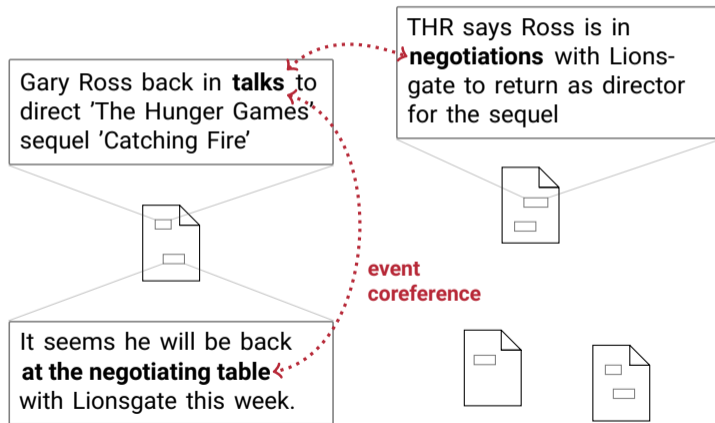 Gary Ross back in talks to
direct 'The Hunger Games'
sequel 'Catching Fire'
THR says Ross is in
negotiations with Lions-
gate to return as director
for the sequel
event
coreference
It seems he will be back
at the negotiating table
with Lionsgate this week.